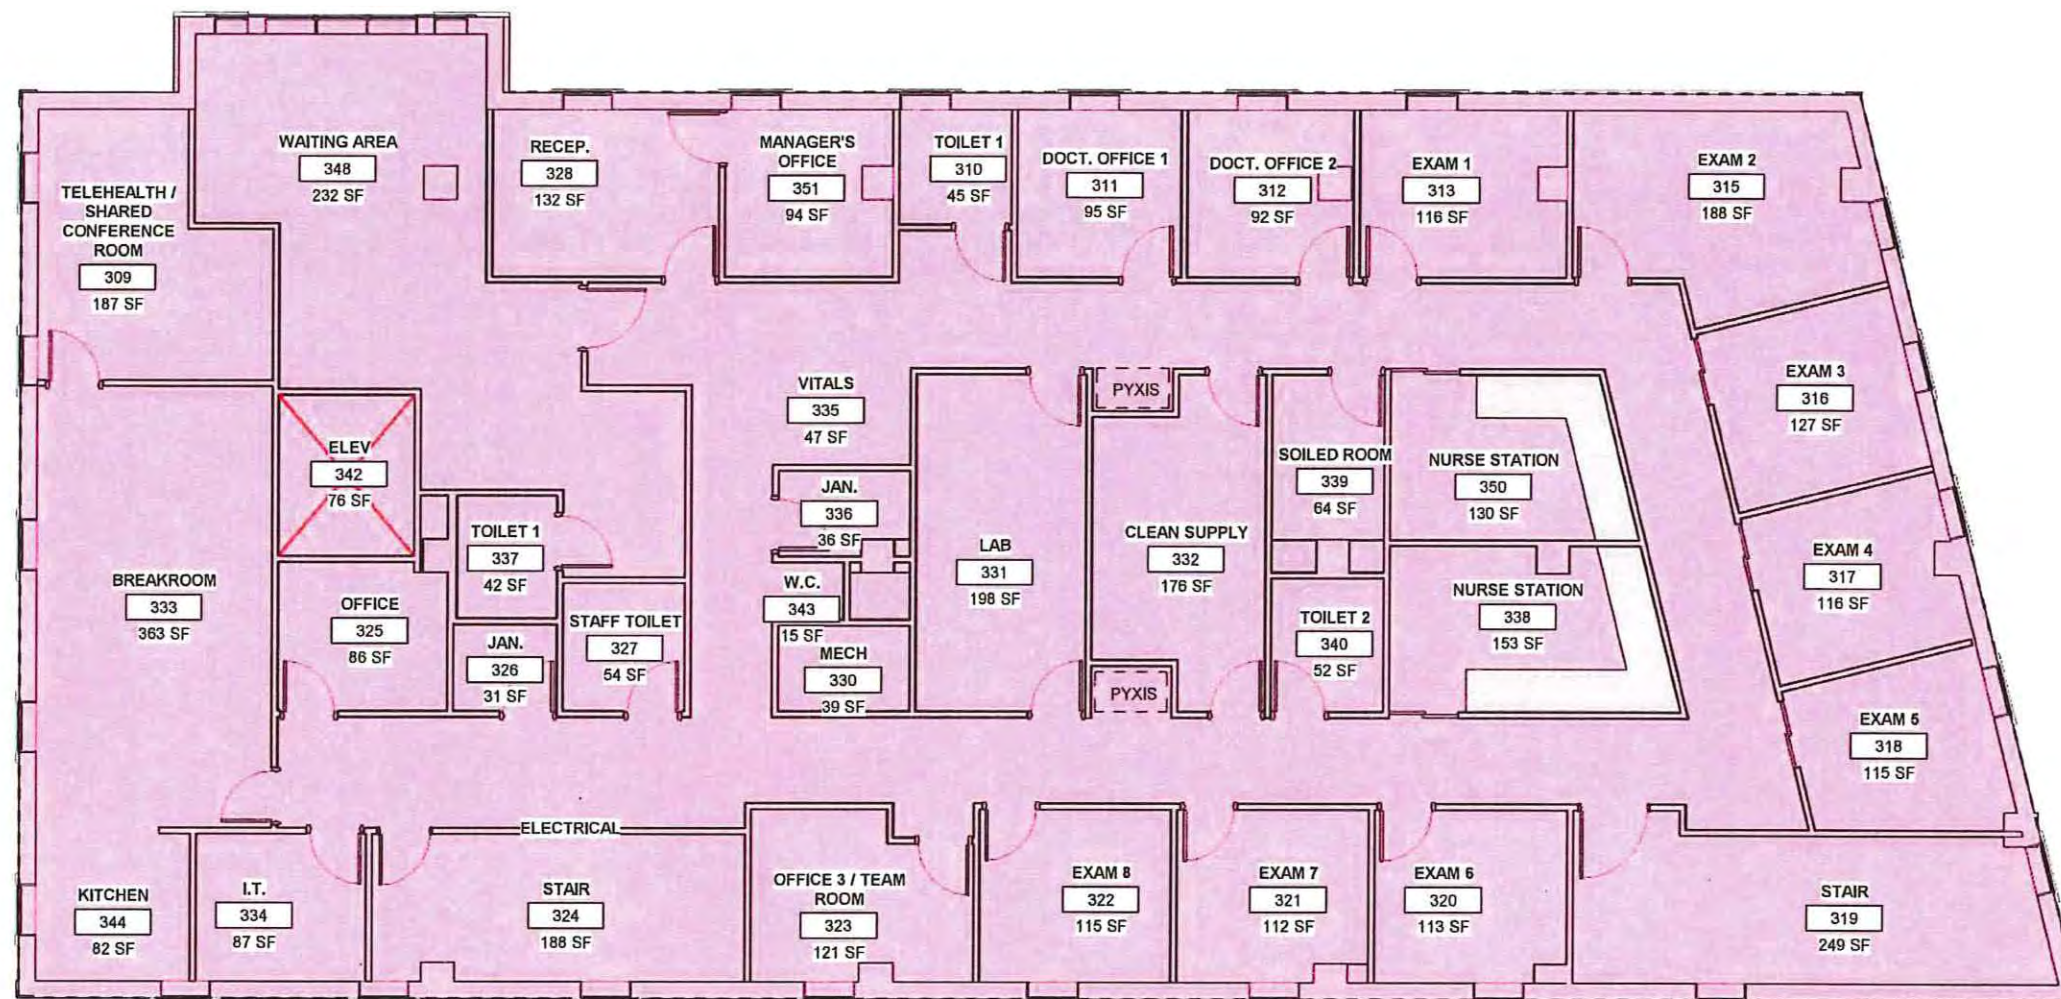 WAITING AREA
348
232 SF
TELEHEALTH /
SHARED
CONFERENCE
ROOM
309
187 SF
RECEP.
328
132 SF
MANAGER'S
OFFICE
351
94 SF
TOILET 1
310
45 SF
DOCT. OFFICE 1
311
95 SF
DOCT. OFFICE 2
312
92 SF
EXAM 1
313
116 SF
EXAM 2
315
188 SF
EXAM 3
316
127 SF
VITALS
335
47 SF
PYXIS
ELEV
342
76 SF
JAN.
336
36 SF
SOILED ROOM
339
64 SF
NURSE STATION
350
130 SF
TOILET 1
337
42 SF
LAB
331
198 SF
CLEAN SUPPLY
332
176 SF
EXAM 4
317
116 SF
BREAKROOM
333
363 SF
OFFICE
325
86 SF
W.C.
343
15 SF
NURSE STATION
338
153 SF
JAN.
326
31 SF
STAFF TOILET
327
54 SF
MECH
330
39 SF
PYXIS
TOILET 2
340
52 SF
EXAM 5
318
115 SF
ELECTRICAL
KITCHEN
344
82 SF
I.T.
334
87 SF
STAIR
324
188 SF
OFFICE 3 / TEAM
ROOM
323
121 SF
EXAM 8
322
115 SF
EXAM 7
321
112 SF
EXAM 6
320
113 SF
STAIR
319
249 SF